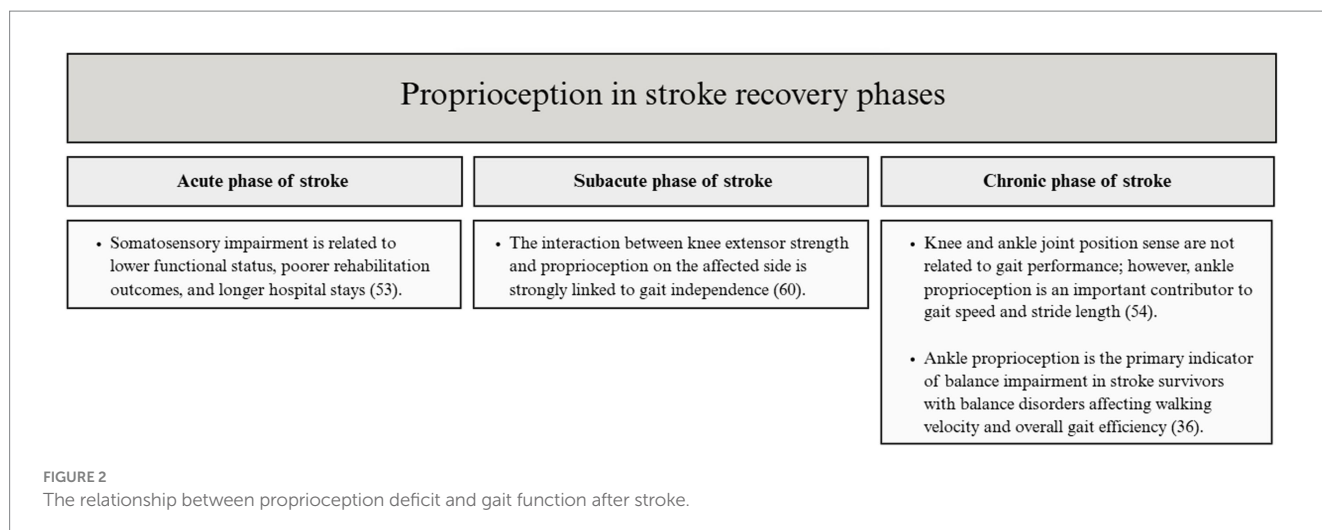 Proprioception in stroke recovery phases
Acute phase of stroke
• Somatosensory impairment is related to
lower functional status, poorer rehabilitation
outcomes, and longer hospital stays (53).
Subacute phase of stroke
• The interaction between knee extensor strength
and proprioception on the affected side is
strongly linked to gait independence (60).
Chronic phase of stroke
• Knee and ankle joint position sense are not
related to gait performance; however, ankle
proprioception is an important contributor to
gait speed and stride length (54).
• Ankle proprioception is the primary indicator
of balance impairment in stroke survivors
with balance disorders affecting walking
velocity and overall gait efficiency (36).
FIGURE 2
The relationship between proprioception deficit and gait function after stroke.